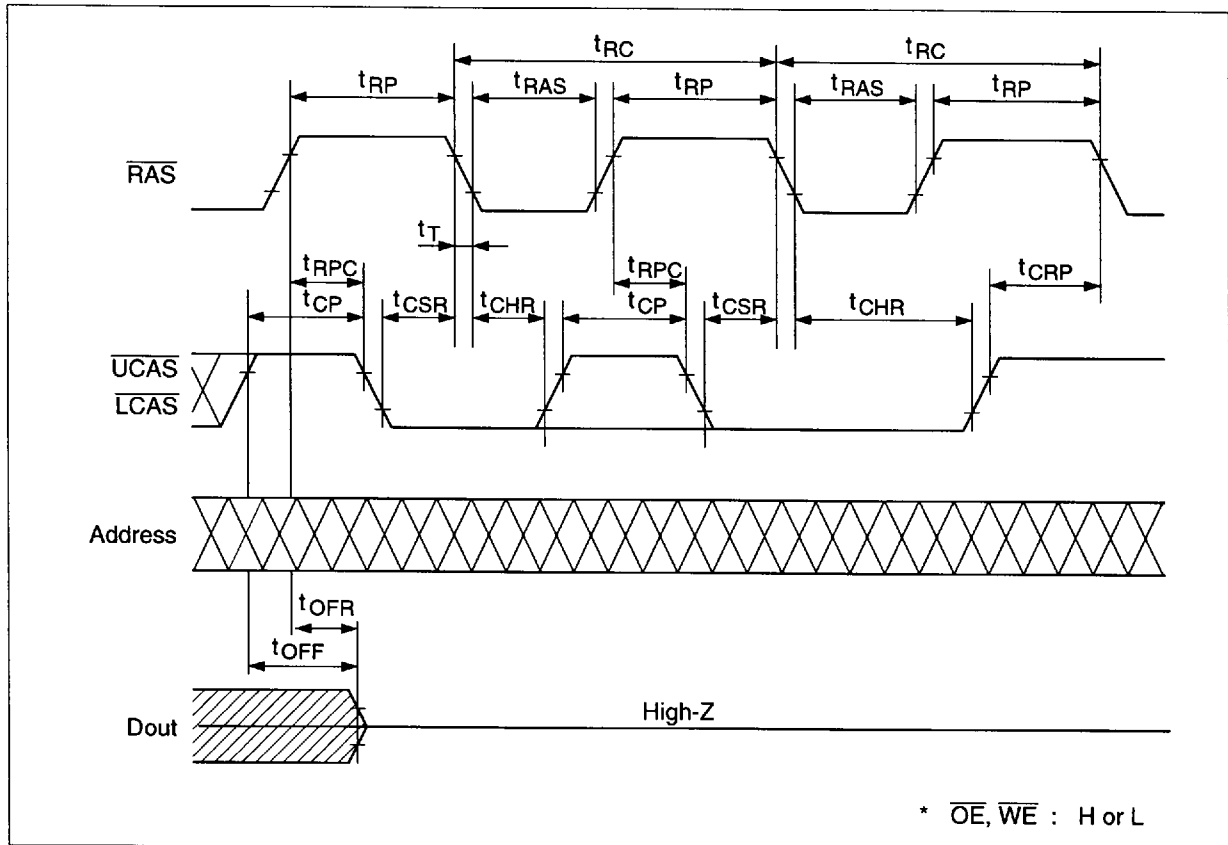 tRC tRC
tRP tRAS tRP tRAS tRP
RAS
tT
tRPC tRPC tCRP
tCP tCSR tCHR tCP tCSR tCHR
UCAS
LCAS
Address
tOFR
tOFF
High-Z
Dout
* OE, WE : H or L